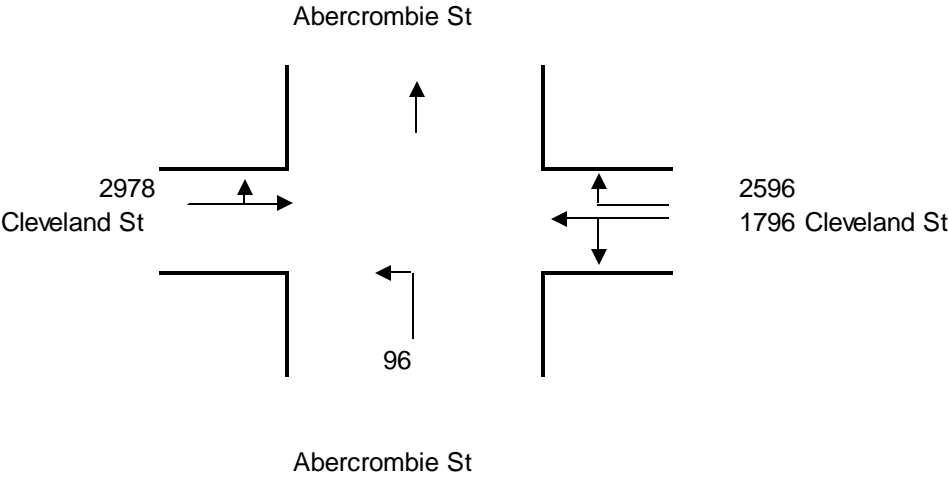 Abercrombie St
2978 2596
Cleveland St 1796 Cleveland St
96
Abercrombie St